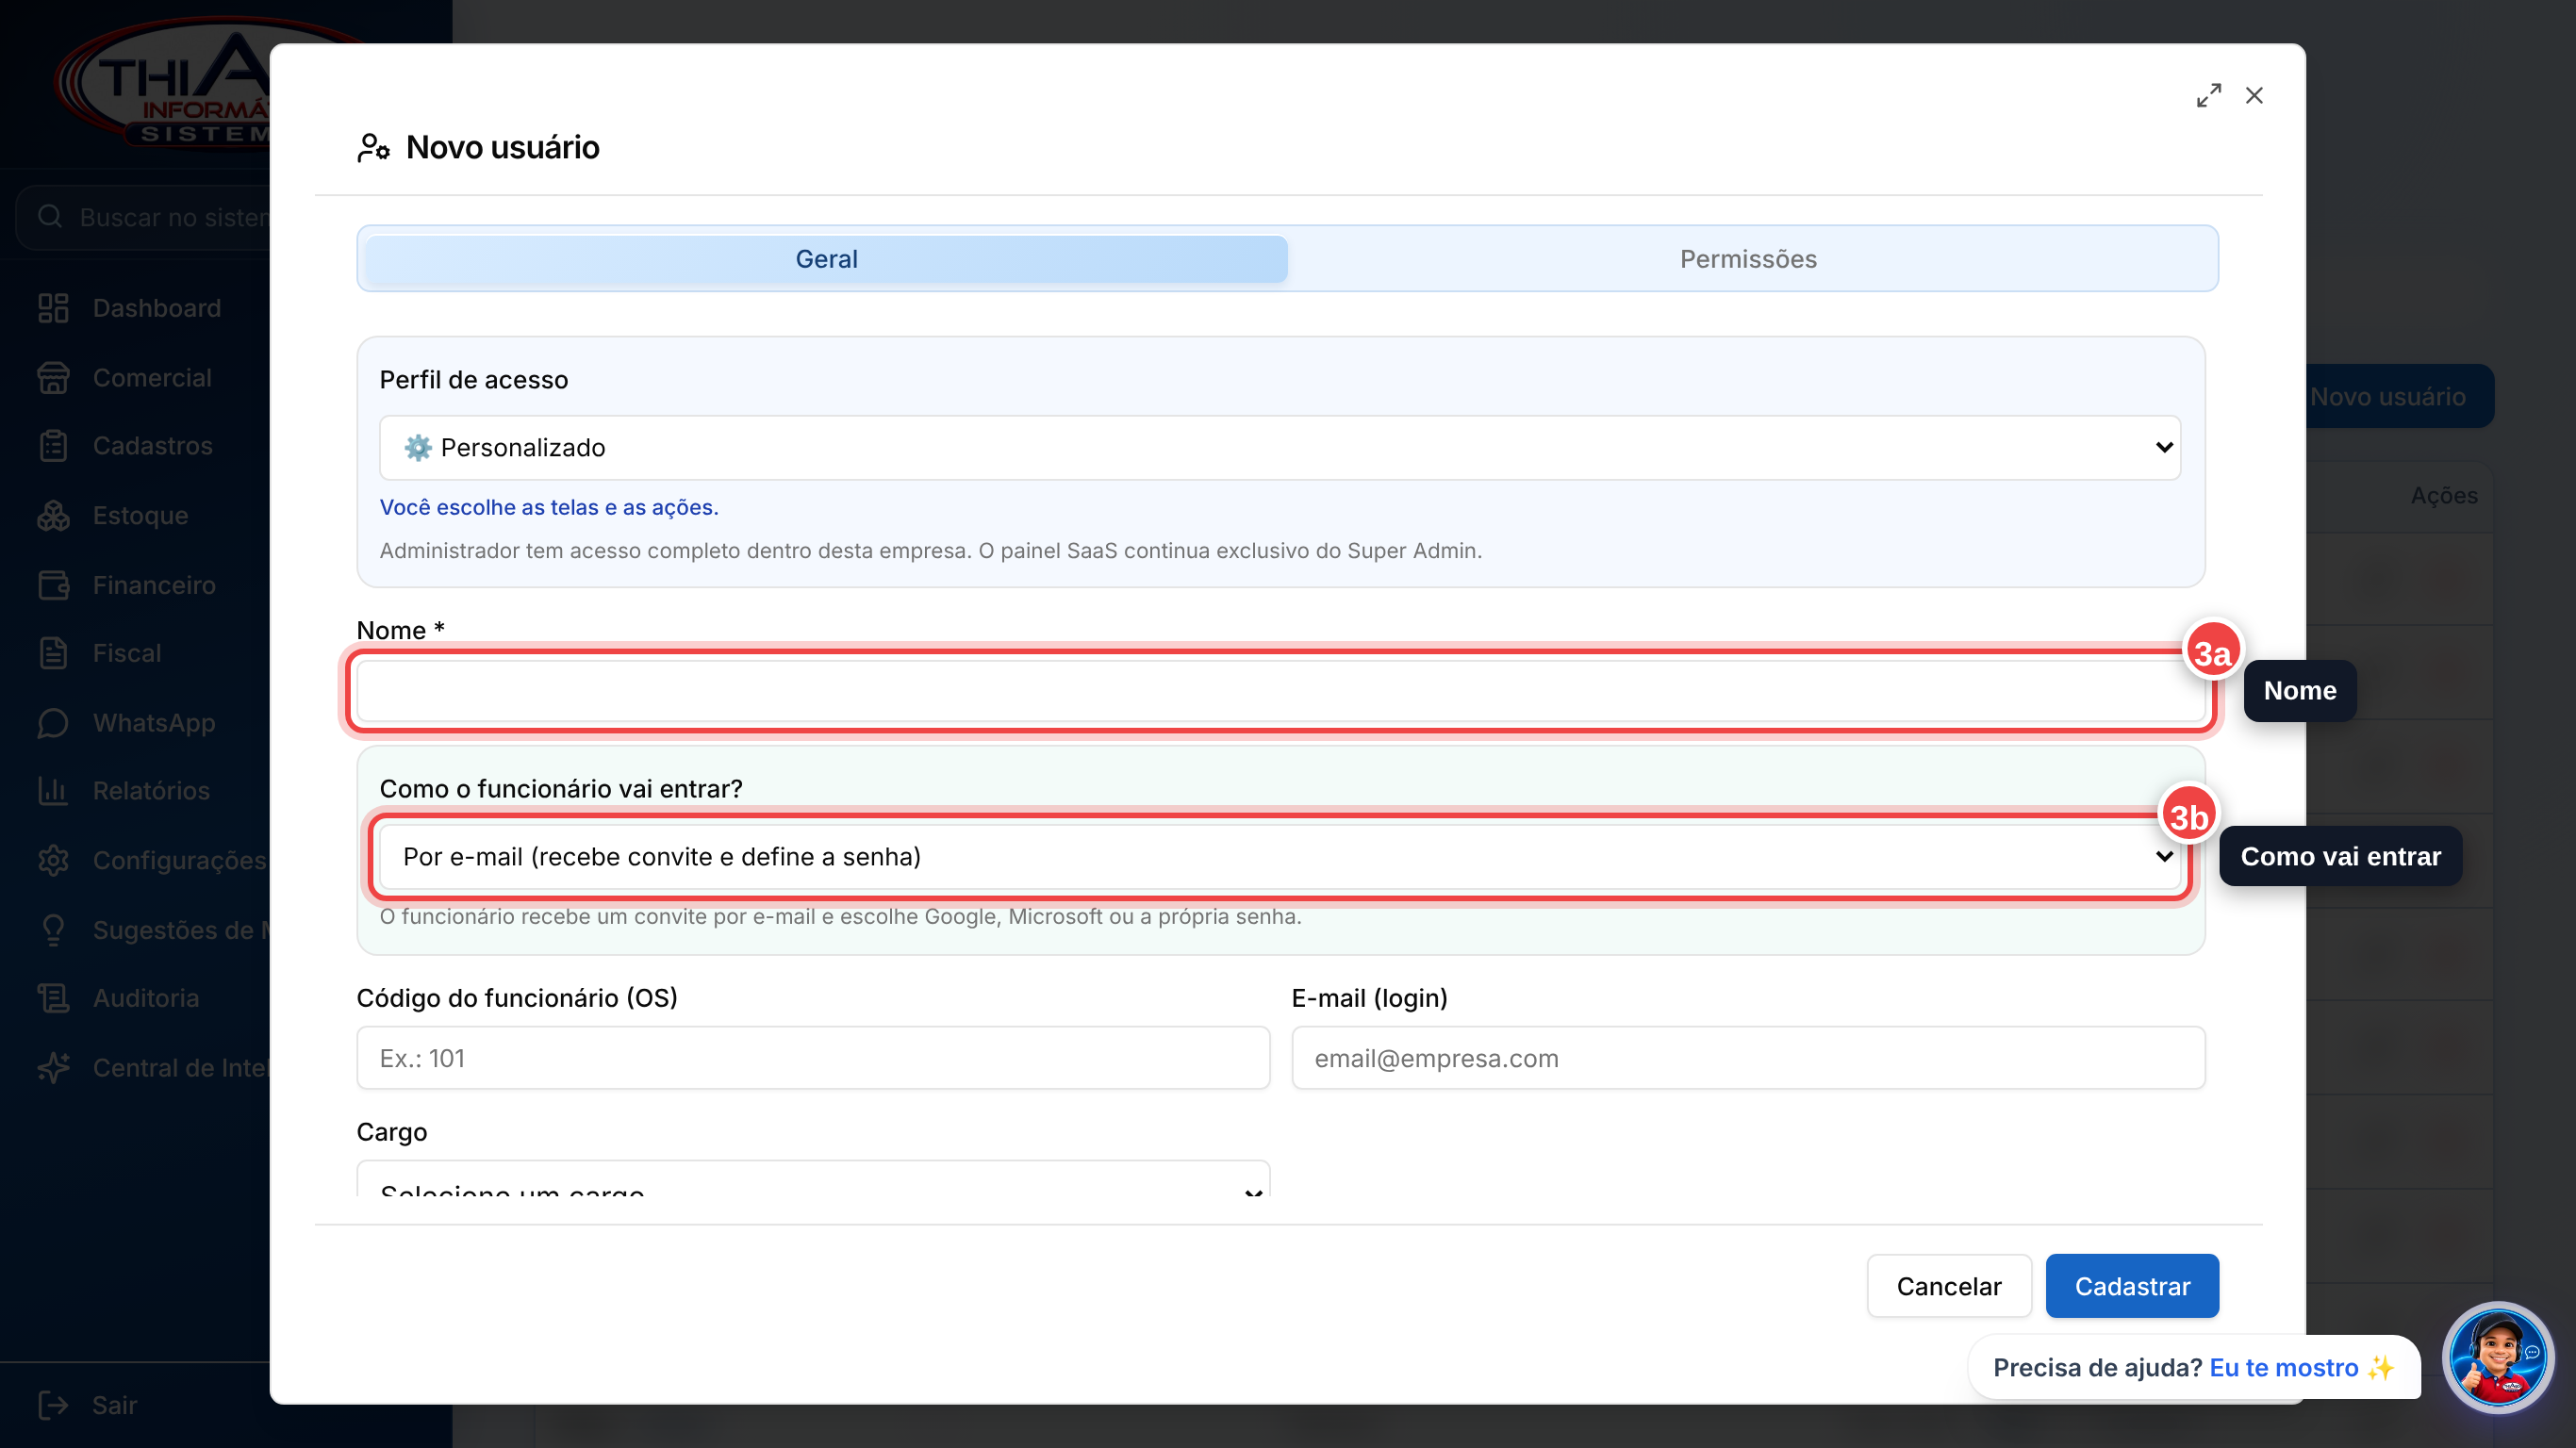 THIA
INFORMÁ
SISTEM
Buscar no sister
Dashboard
Comercial
Cadastros
Estoque
Financeiro
Fiscal
WhatsApp
Relatórios
Configurações
Sugestões de M
Auditoria
Central de Intel
Sair
Novo usuário
Geral
Permissões
Perfil de acesso
⚙️ Personalizado
Você escolhe as telas e as ações.
Administrador tem acesso completo dentro desta empresa. O painel SaaS continua exclusivo do Super Admin.
Nome *
3a
Nome
Como o funcionário vai entrar?
3b
Por e-mail (recebe convite e define a senha)
Como vai entrar
O funcionário recebe um convite por e-mail e escolhe Google, Microsoft ou a própria senha.
Código do funcionário (OS)
E-mail (login)
Ex.: 101
email@empresa.com
Cargo
Selecione um cargo
Cancelar
Cadastrar
Novo usuário
Ações
Precisa de ajuda? Eu te mostro ✨